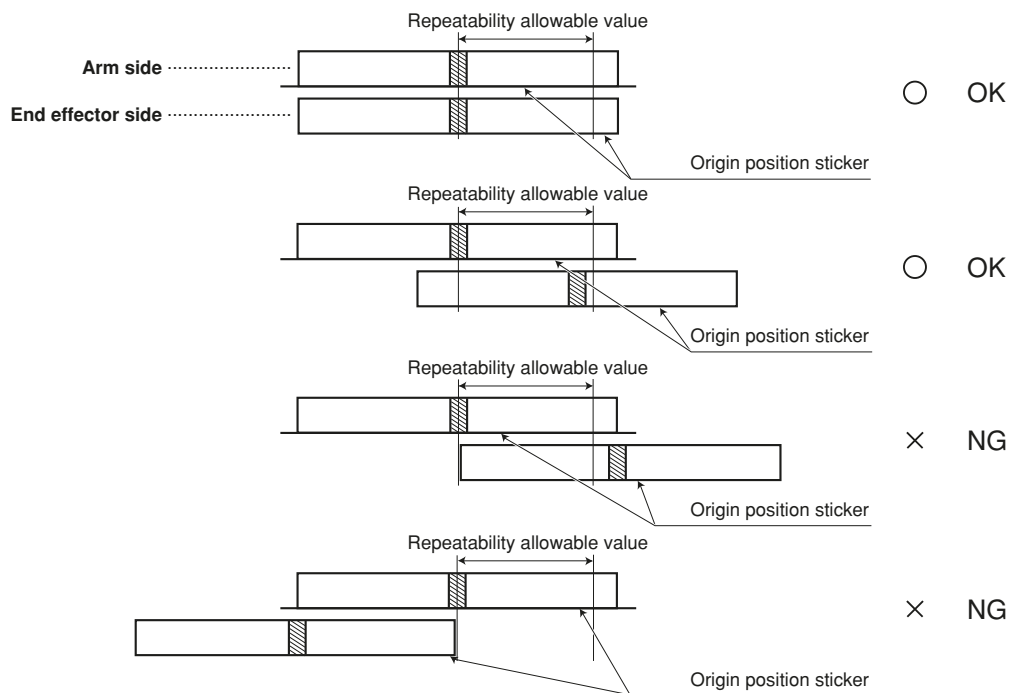 Repeatability allowable value
Arm side
OK
End effector side
Origin position sticker
Repeatability allowable value
OK
Origin position sticker
Repeatability allowable value
× NG
Origin position sticker
Repeatability allowable value
× NG
Origin position sticker